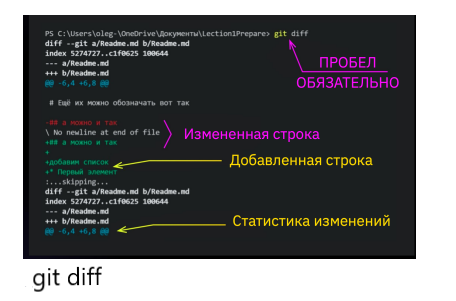 PS C:\Users\oleg-\OneDrive\Документы\Lection1Prepare> git diff
diff --git a/Readme.md b/Readme.md
index 5274727..c1f0625 100644
--- a/Readme.md
+++ b/Readme.md
@@ -6,4 +6,8 @@
ПРОБЕЛ
ОБЯЗАТЕЛЬНО
# Ещё их можно обозначать вот так
-## а можно и так
\ No newline at end of file
+## а можно и так
Измененная строка
+
+добавим список
+* Первый элемент
Добавленная строка
:...skipping...
diff --git a/Readme.md b/Readme.md
index 5274727..c1f0625 100644
--- a/Readme.md
+++ b/Readme.md
@@ -6,4 +6,8 @@
Статистика изменений
git diff